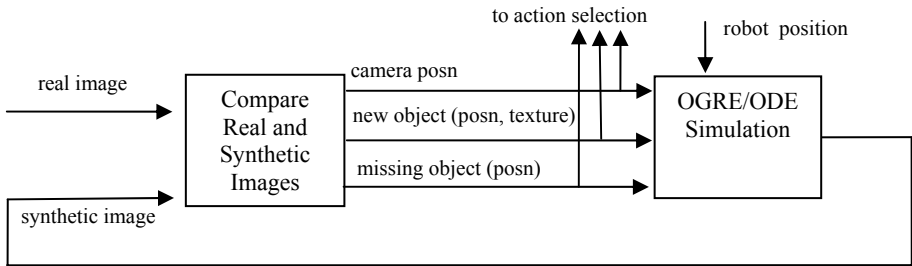 to action selection
robot position
real image
camera posn
Compare
Real and
Synthetic
Images
OGRE/ODE
Simulation
new object (posn, texture)
missing object (posn)
synthetic image